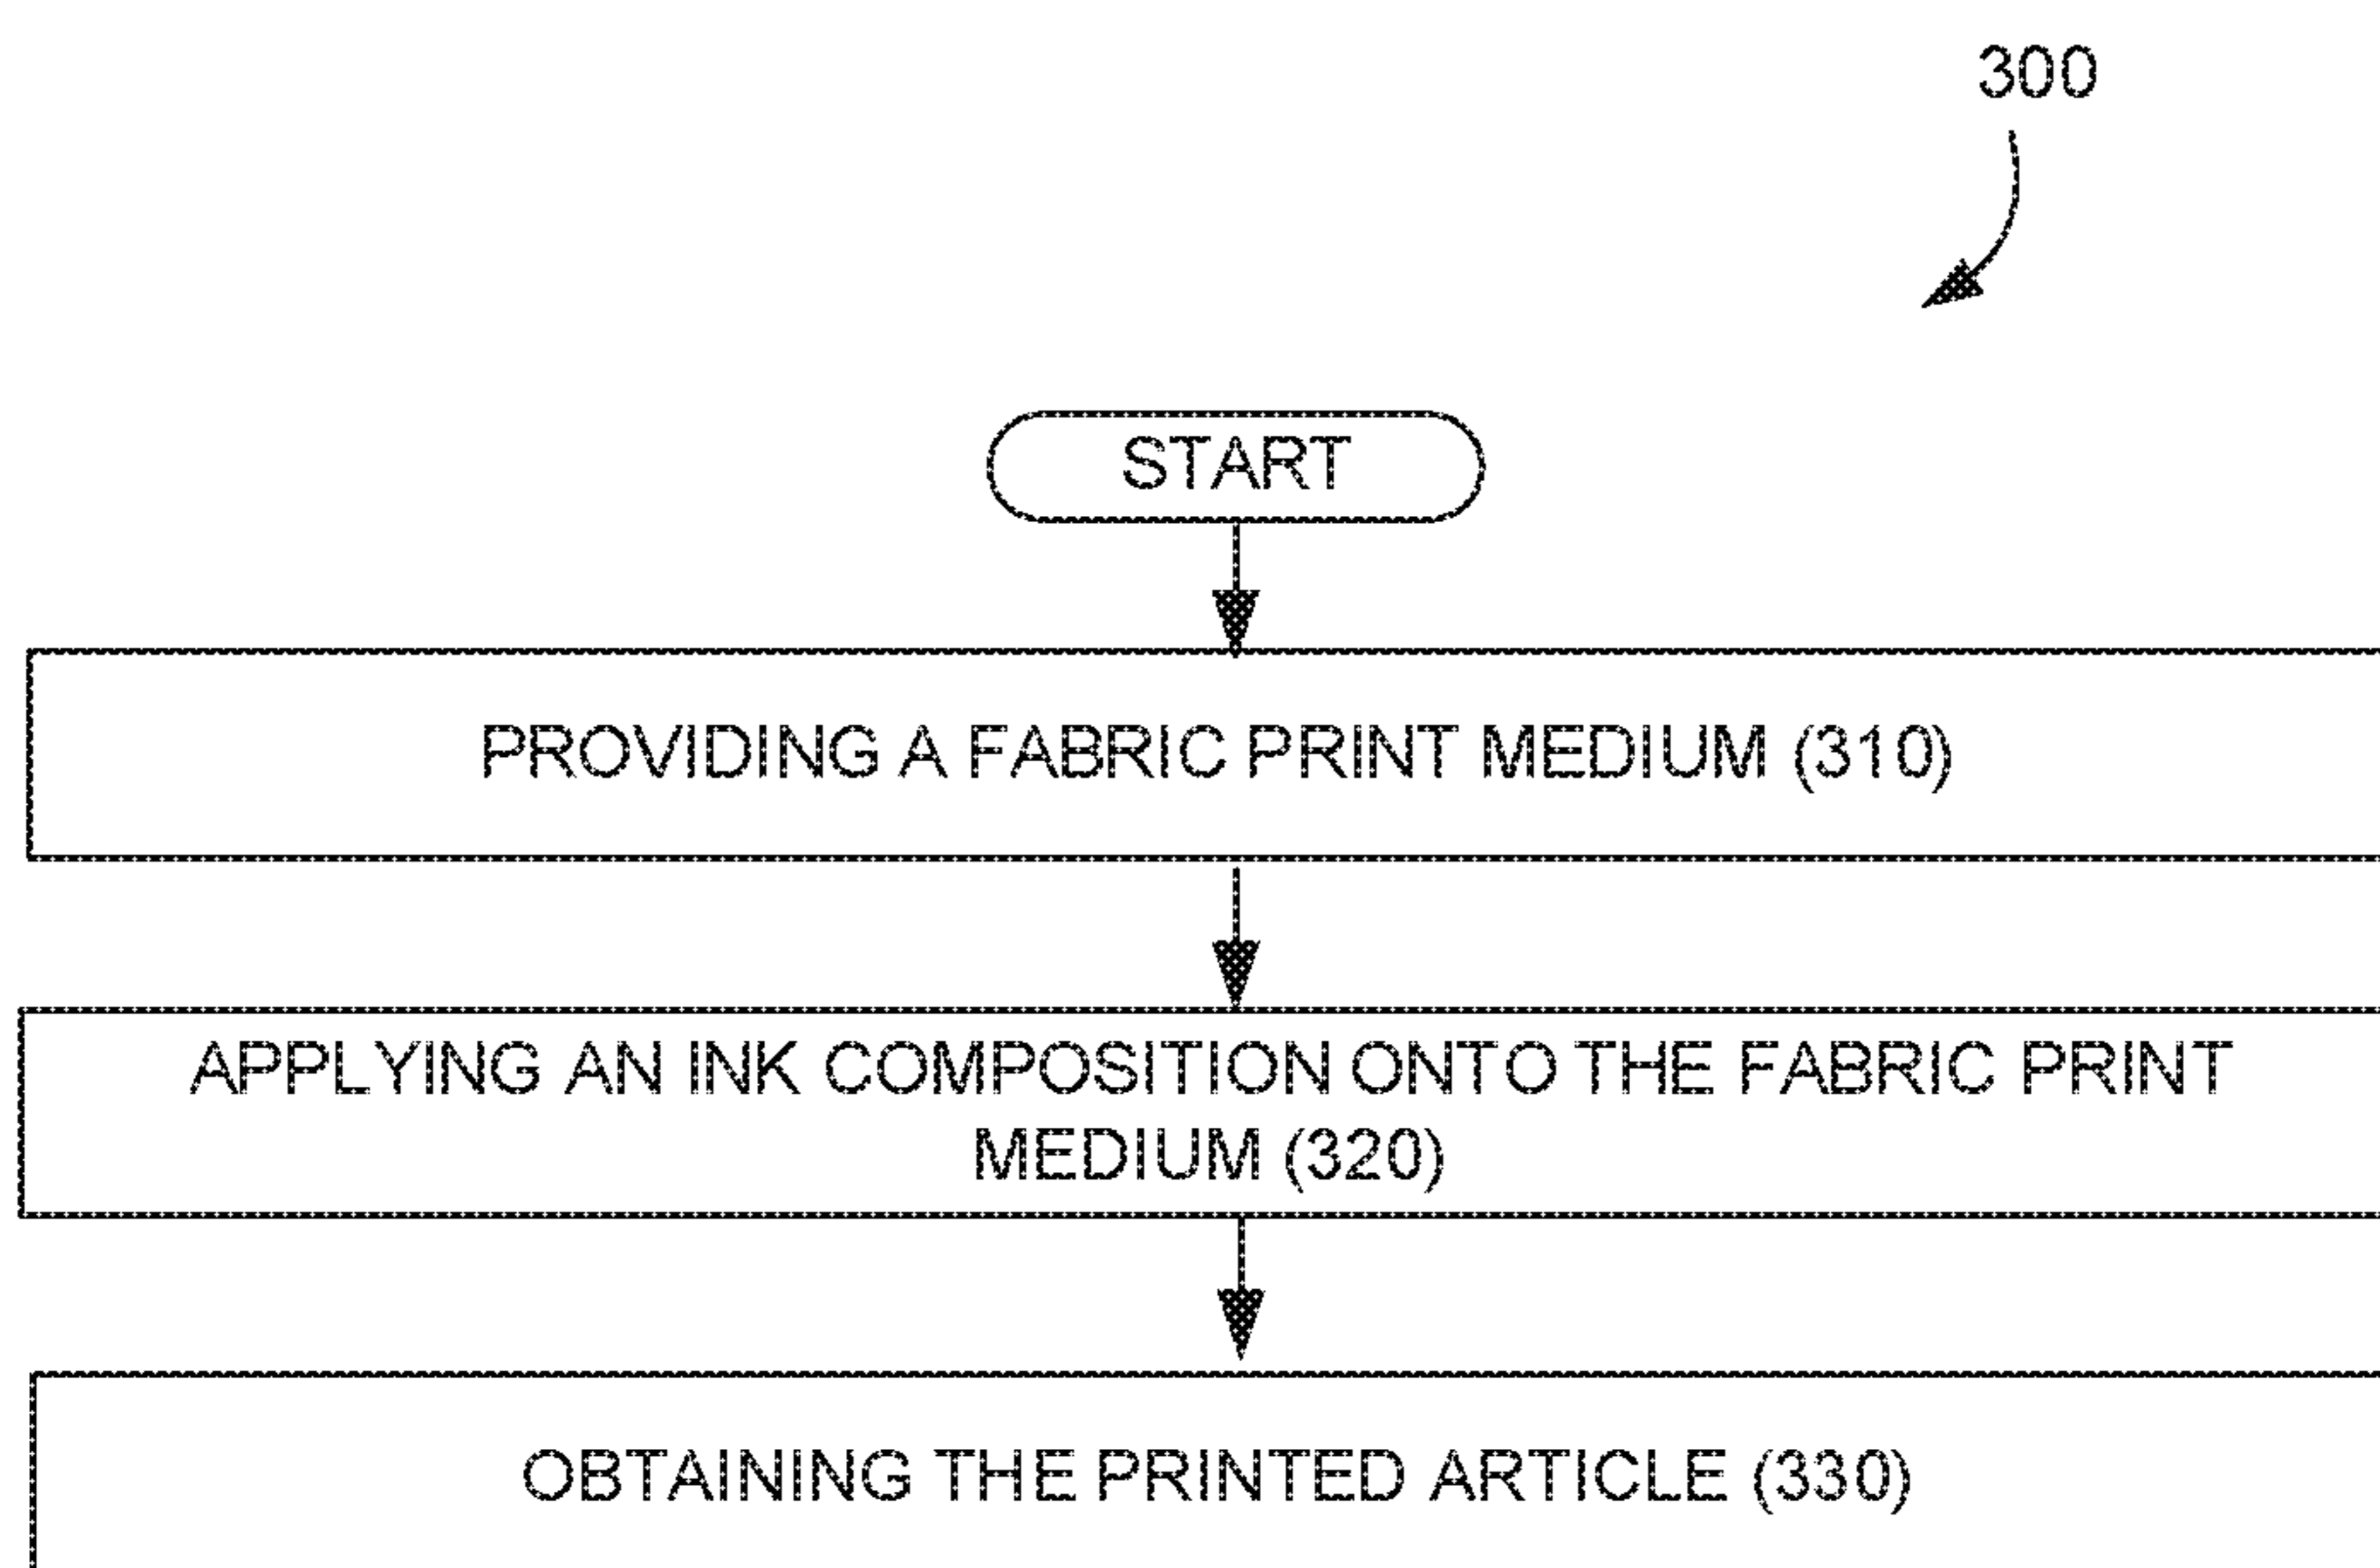 300
START
PROVIDING A FABRIC PRINT MEDIUM (310)
APPLYING AN INK COMPOSITION ONTO THE FABRIC PRINT
MEDIUM (320)
OBTAINING THE PRINTED ARTICLE (330)